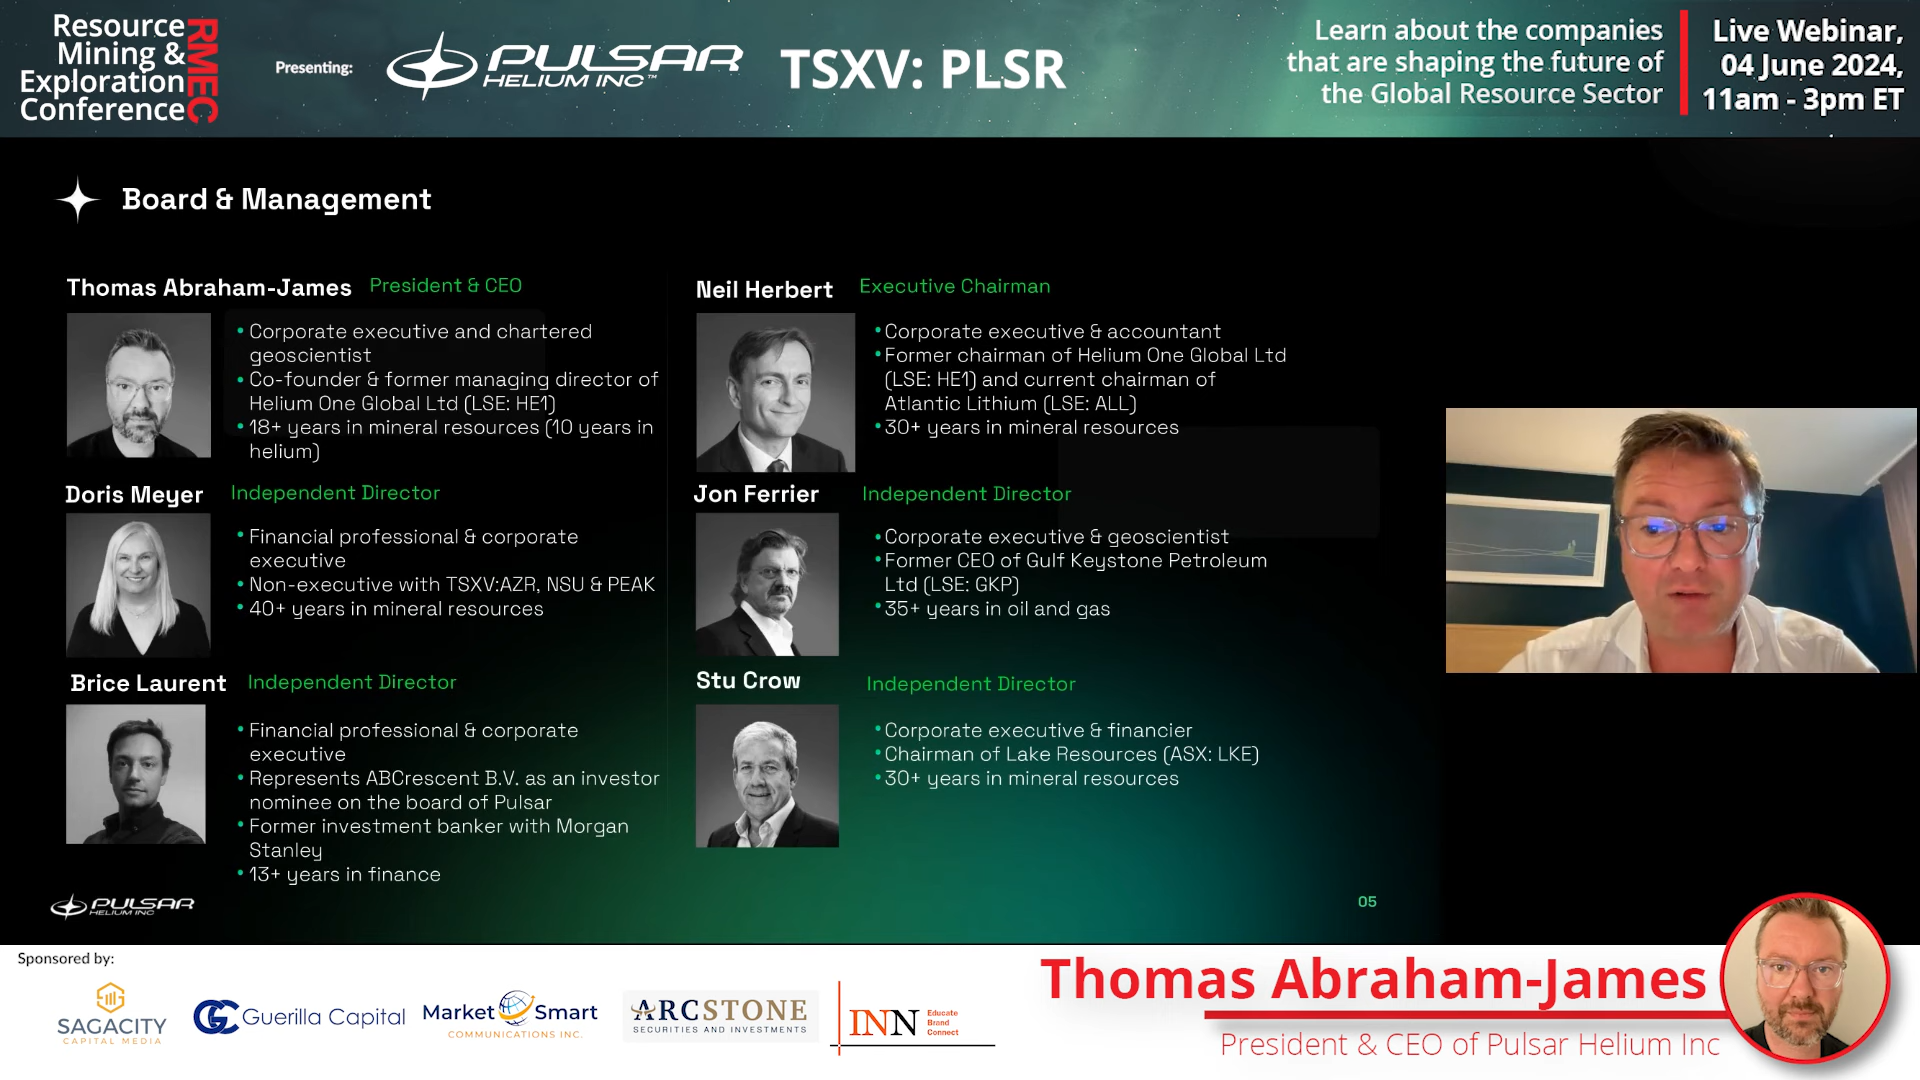 Resource
Mining &
Exploration
Conference
RMEC
Presenting:
PULSAR
HELIUM INC™
TSXV: PLSR
Learn about the companies
that are shaping the future of
the Global Resource Sector
Live Webinar,
04 June 2024,
11am - 3pm ET
Board & Management
Thomas Abraham-James President & CEO
• Corporate executive and chartered
geoscientist
• Co-founder & former managing director of
Helium One Global Ltd (LSE: HE1)
• 18+ years in mineral resources (10 years in
helium)
Neil Herbert Executive Chairman
• Corporate executive & accountant
• Former chairman of Helium One Global Ltd
(LSE: HE1) and current chairman of
Atlantic Lithium (LSE: ALL)
• 30+ years in mineral resources
Doris Meyer Independent Director
• Financial professional & corporate
executive
• Non-executive with TSXV:AZR, NSU & PEAK
• 40+ years in mineral resources
Jon Ferrier Independent Director
• Corporate executive & geoscientist
• Former CEO of Gulf Keystone Petroleum
Ltd (LSE: GKP)
• 35+ years in oil and gas
Brice Laurent Independent Director
• Financial professional & corporate
executive
• Represents ABCrescent B.V. as an investor
nominee on the board of Pulsar
• Former investment banker with Morgan
Stanley
• 13+ years in finance
Stu Crow Independent Director
• Corporate executive & financier
• Chairman of Lake Resources (ASX: LKE)
• 30+ years in mineral resources
PULSAR
HELIUM INC
05
Sponsored by:
SAGACITY
CAPITAL MEDIA
GC Guerilla Capital
Market Smart
COMMUNICATIONS INC.
ARCSTONE
SECURITIES AND INVESTMENTS
INN
Educate
Brand
Connect
Thomas Abraham-James
President & CEO of Pulsar Helium Inc